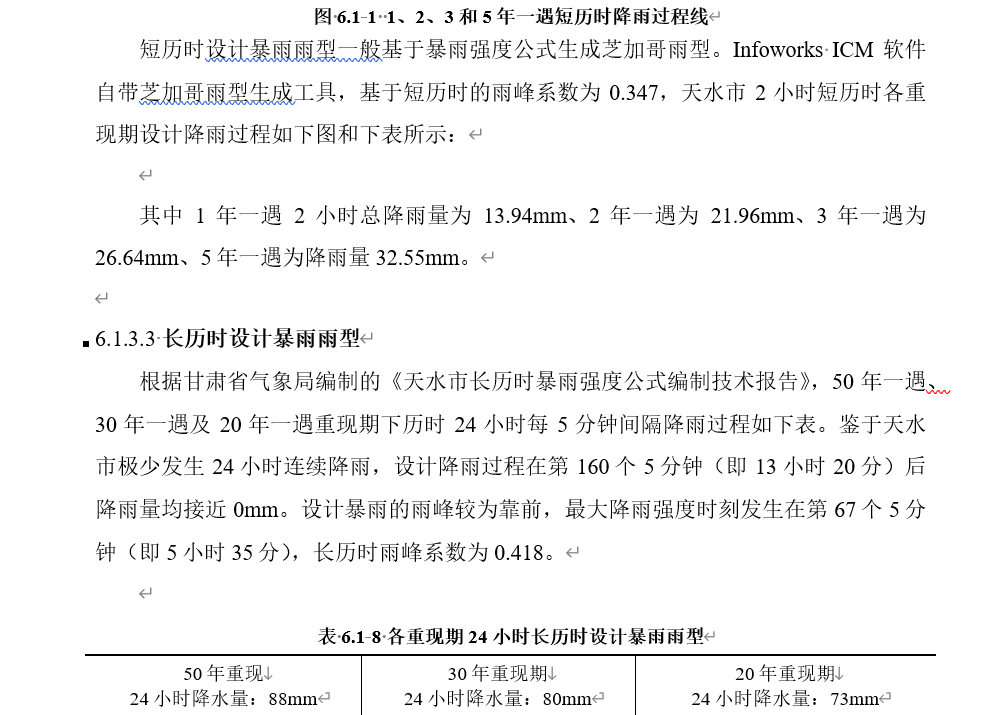 图 6.1-1 1、2、3 和 5 年一遇短历时降雨过程线
短历时设计暴雨雨型一般基于暴雨强度公式生成芝加哥雨型。Infoworks ICM 软件
自带芝加哥雨型生成工具，基于短历时的雨峰系数为 0.347，天水市 2 小时短历时各重
现期设计降雨过程如下图和下表所示：
其中 1 年一遇 2 小时总降雨量为 13.94mm、2 年一遇为 21.96mm、3 年一遇为
26.64mm、5 年一遇为降雨量 32.55mm。
6.1.3.3 长历时设计暴雨雨型
根据甘肃省气象局编制的《天水市长历时暴雨强度公式编制技术报告》，50 年一遇、
30 年一遇及 20 年一遇重现期下历时 24 小时每 5 分钟间隔降雨过程如下表。鉴于天水
市极少发生 24 小时连续降雨，设计降雨过程在第 160 个 5 分钟（即 13 小时 20 分）后
降雨量均接近 0mm。设计暴雨的雨峰较为靠前，最大降雨强度时刻发生在第 67 个 5 分
钟（即 5 小时 35 分），长历时雨峰系数为 0.418。
表 6.1-8 各重现期 24 小时长历时设计暴雨雨型
50 年重现 30 年重现期 20 年重现期
24 小时降水量：88mm 24 小时降水量：80mm 24 小时降水量：73mm